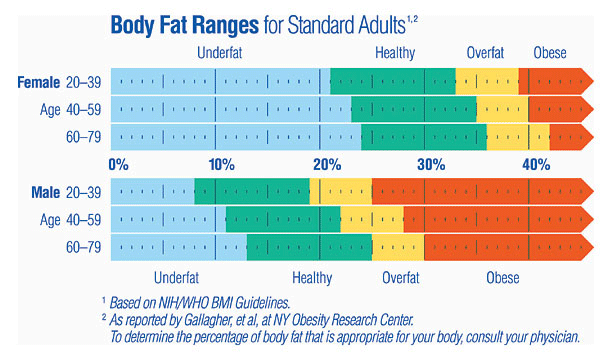 Body Fat Ranges for Standard Adults1,2
Underfat Healthy Overfat Obese
Female 20–39
Age 40–59
60–79
0% 10% 20% 30% 40%
Male 20–39
Age 40–59
60–79
Underfat Healthy Overfat Obese
1 Based on NIH/WHO BMI Guidelines.
2 As reported by Gallagher, et al, at NY Obesity Research Center.
To determine the percentage of body fat that is appropriate for your body, consult your physician.